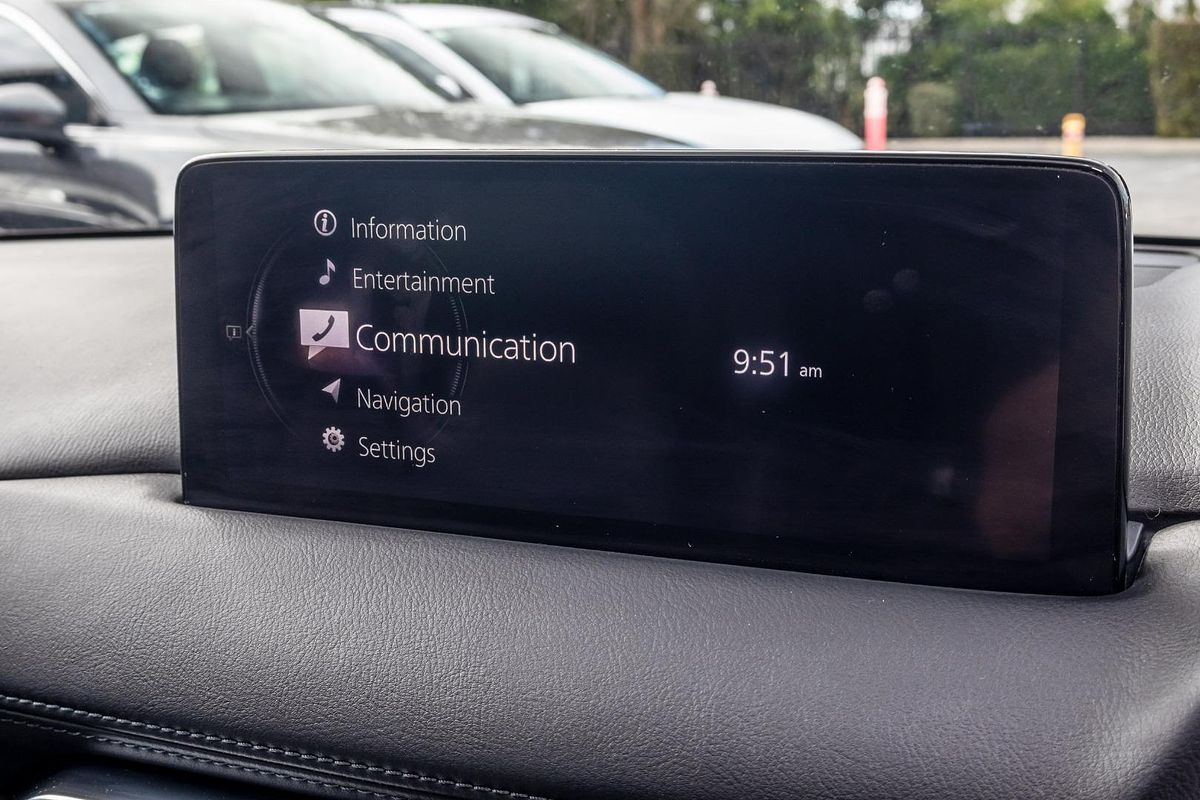 Information
Entertainment
Communication
Navigation
Settings
9:51 am